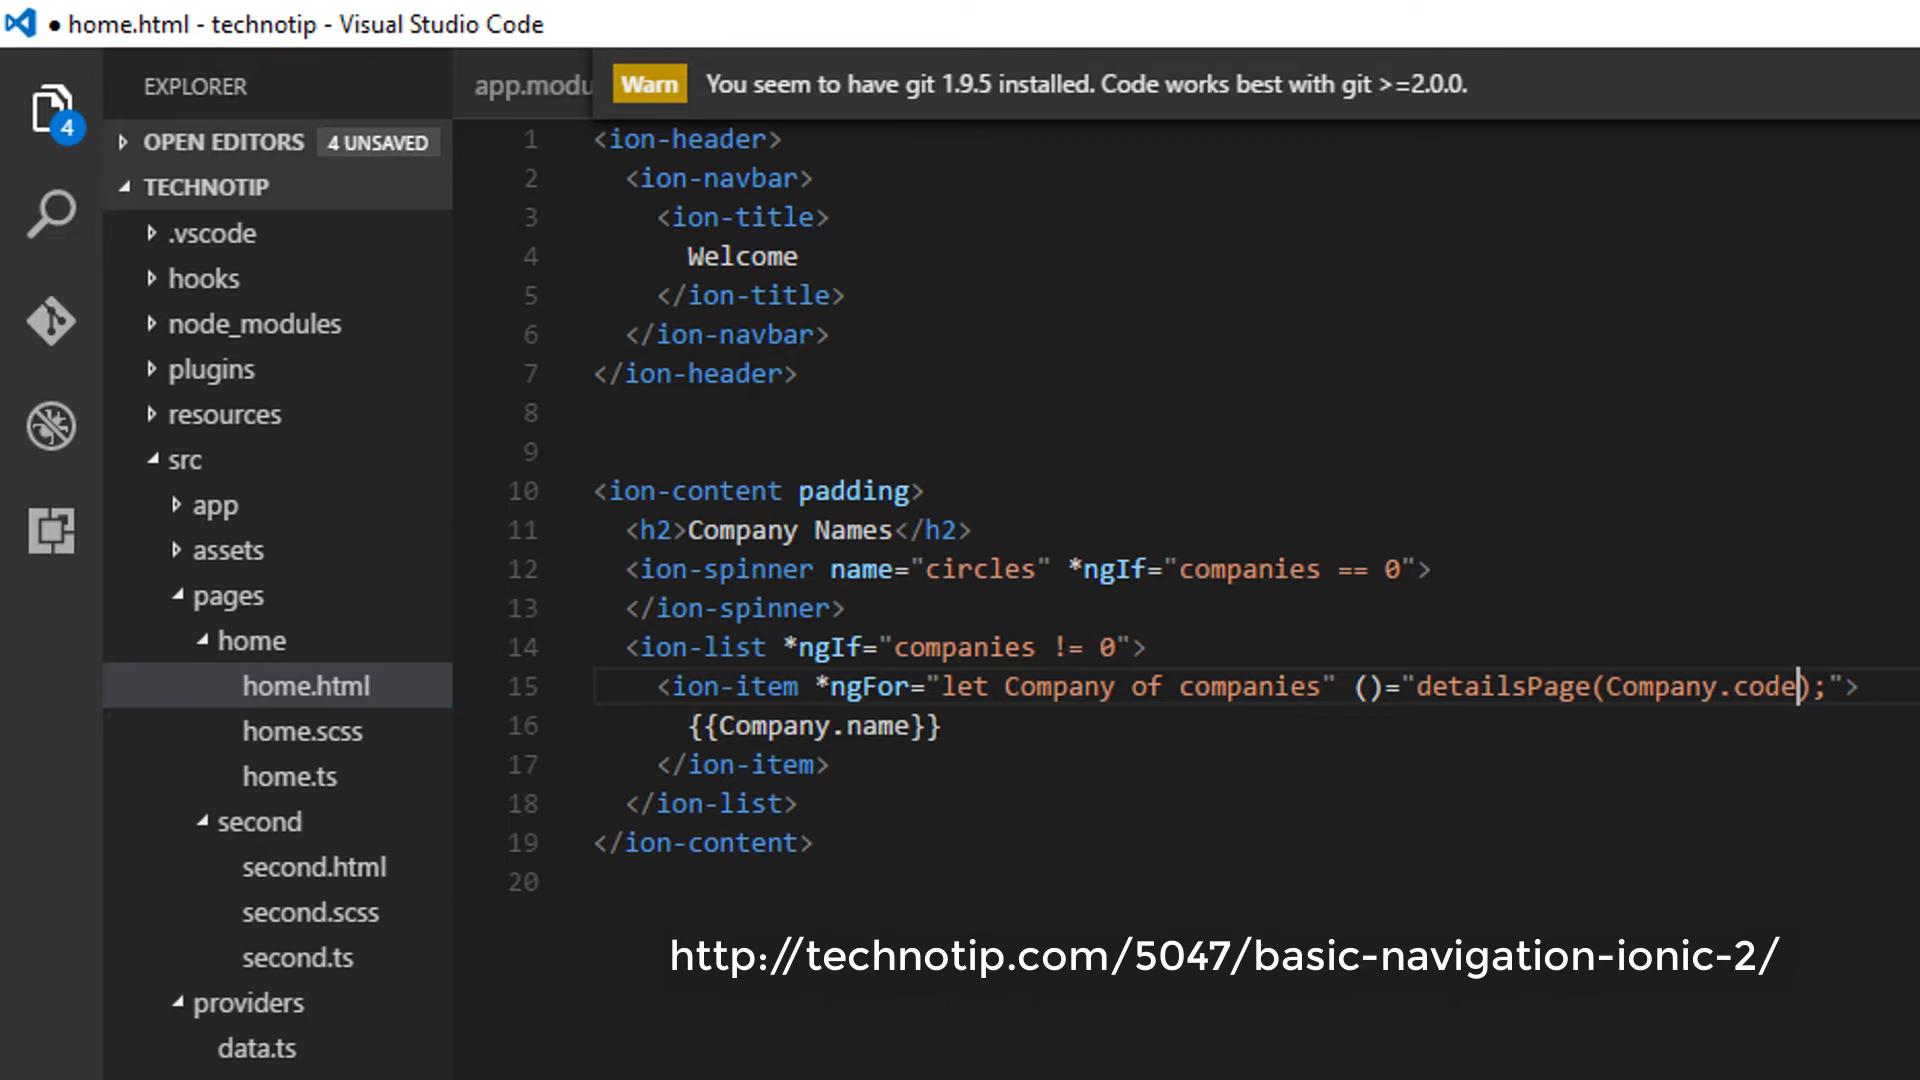 ● home.html - technotip - Visual Studio Code
EXPLORER
app.modu
Warn You seem to have git 1.9.5 installed. Code works best with git >=2.0.0.
4
OPEN EDITORS 4 UNSAVED
TECHNOTIP
.vscode
hooks
node_modules
plugins
resources
src
app
assets
pages
home
home.html
home.scss
home.ts
second
second.html
second.scss
second.ts
providers
data.ts
1 <ion-header>
2 <ion-navbar>
3 <ion-title>
4 Welcome
5 </ion-title>
6 </ion-navbar>
7 </ion-header>
8
9
10 <ion-content padding>
11 <h2>Company Names</h2>
12 <ion-spinner name="circles" *ngIf="companies == 0">
13 </ion-spinner>
14 <ion-list *ngIf="companies != 0">
15 <ion-item *ngFor="let Company of companies" ()="detailsPage(Company.code);">
16 {{Company.name}}
17 </ion-item>
18 </ion-list>
19 </ion-content>
20
http://technotip.com/5047/basic-navigation-ionic-2/